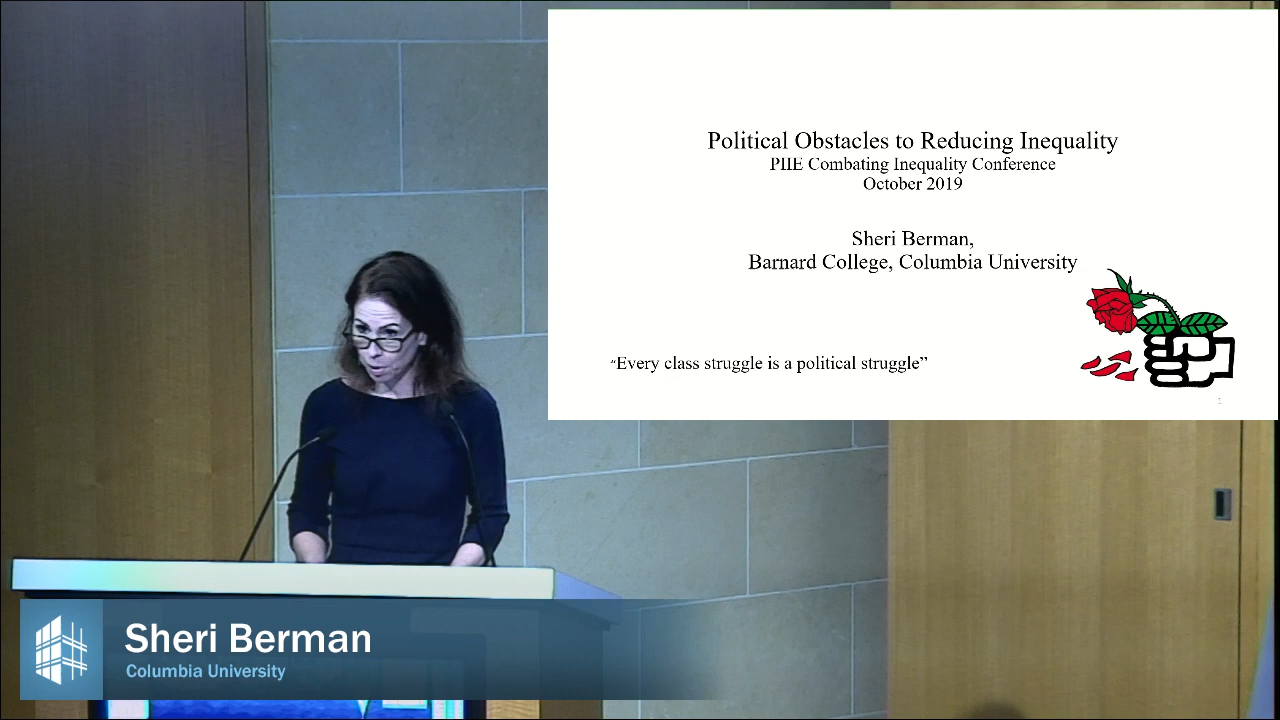 Political Obstacles to Reducing Inequality
PIIE Combating Inequality Conference
October 2019
Sheri Berman,
Barnard College, Columbia University
“Every class struggle is a political struggle”
1
Sheri Berman
Columbia University